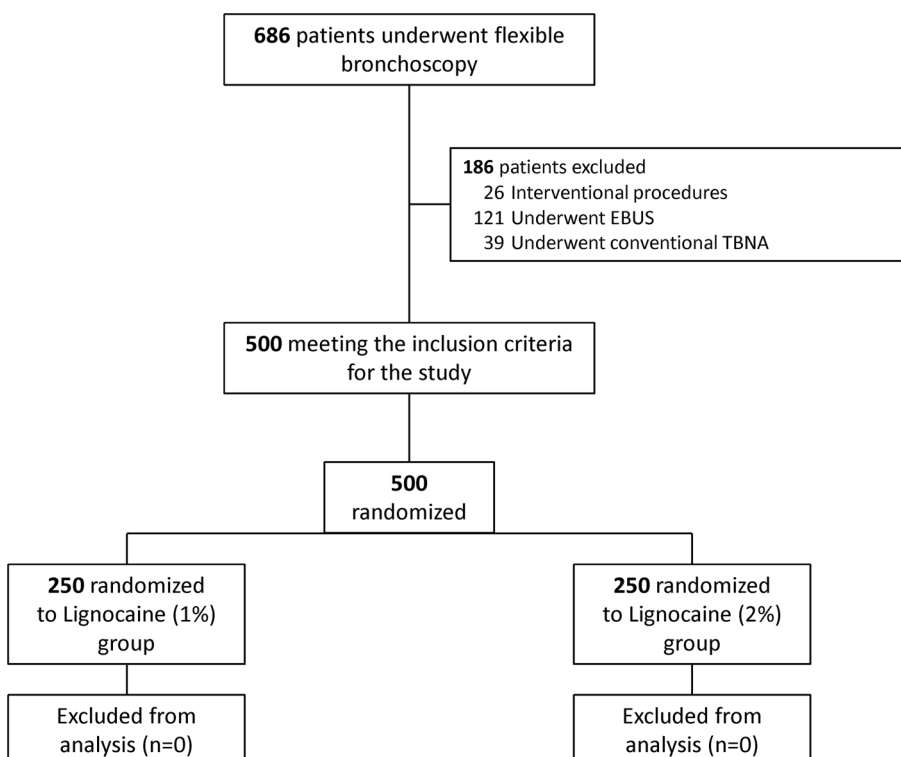 686 patients underwent flexible
bronchoscopy
186 patients excluded
26 Interventional procedures
121 Underwent EBUS
39 Underwent conventional TBNA
500 meeting the inclusion criteria
for the study
500
randomized
250 randomized
to Lignocaine (1%)
group
250 randomized
to Lignocaine (2%)
group
Excluded from
analysis (n=0)
Excluded from
analysis (n=0)